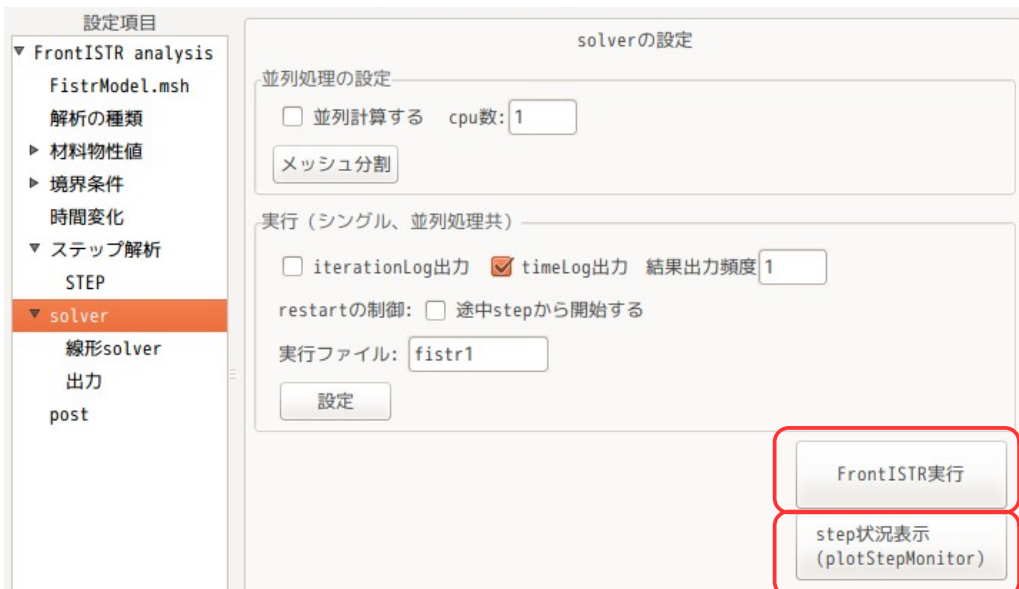 設定項目
FrontISTR analysis
FistrModel.msh
解析の種類
材料物性値
境界条件
時間変化
ステップ解析
STEP
solver
線形solver
出力
post
solverの設定
並列処理の設定
並列計算する cpu数: 1
メッシュ分割
実行 (シングル、並列処理共)
iterationLog出力 timeLog出力 結果出力頻度 1
restartの制御: 途中stepから開始する
実行ファイル: fistr1
設定
FrontISTR実行
step状況表示
(plotStepMonitor)